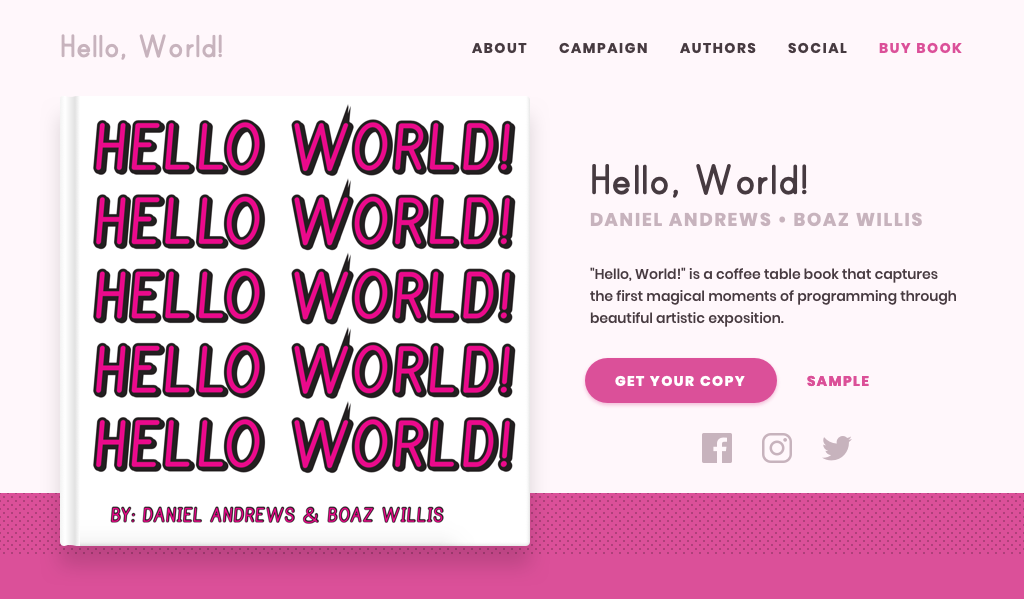 Hello, World!
ABOUT CAMPAIGN AUTHORS SOCIAL BUY BOOK
HELLO WORLD!
HELLO WORLD!
HELLO WORLD!
HELLO WORLD!
HELLO WORLD!
BY: DANIEL ANDREWS & BOAZ WILLIS
Hello, World!
DANIEL ANDREWS • BOAZ WILLIS
"Hello, World!" is a coffee table book that captures
the first magical moments of programming through
beautiful artistic exposition.
GET YOUR COPY SAMPLE